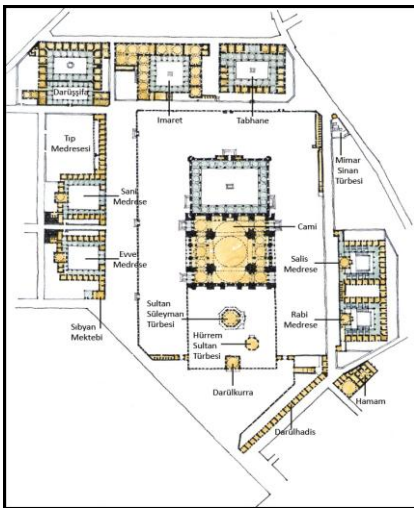 Darüşşifa
Imaret
Tabhane
Tıp
Medresesi
Mimar
Sinan
Türbesi
Sani
Medrese
Cami
Evvel
Medrese
Salis
Medrese
Sultan
Süleyman
Türbesi
Rabi
Medrese
Hürrem
Sultan
Türbesi
Sıbyan
Mektebi
Darülkurra
Hamam
Darülhadis